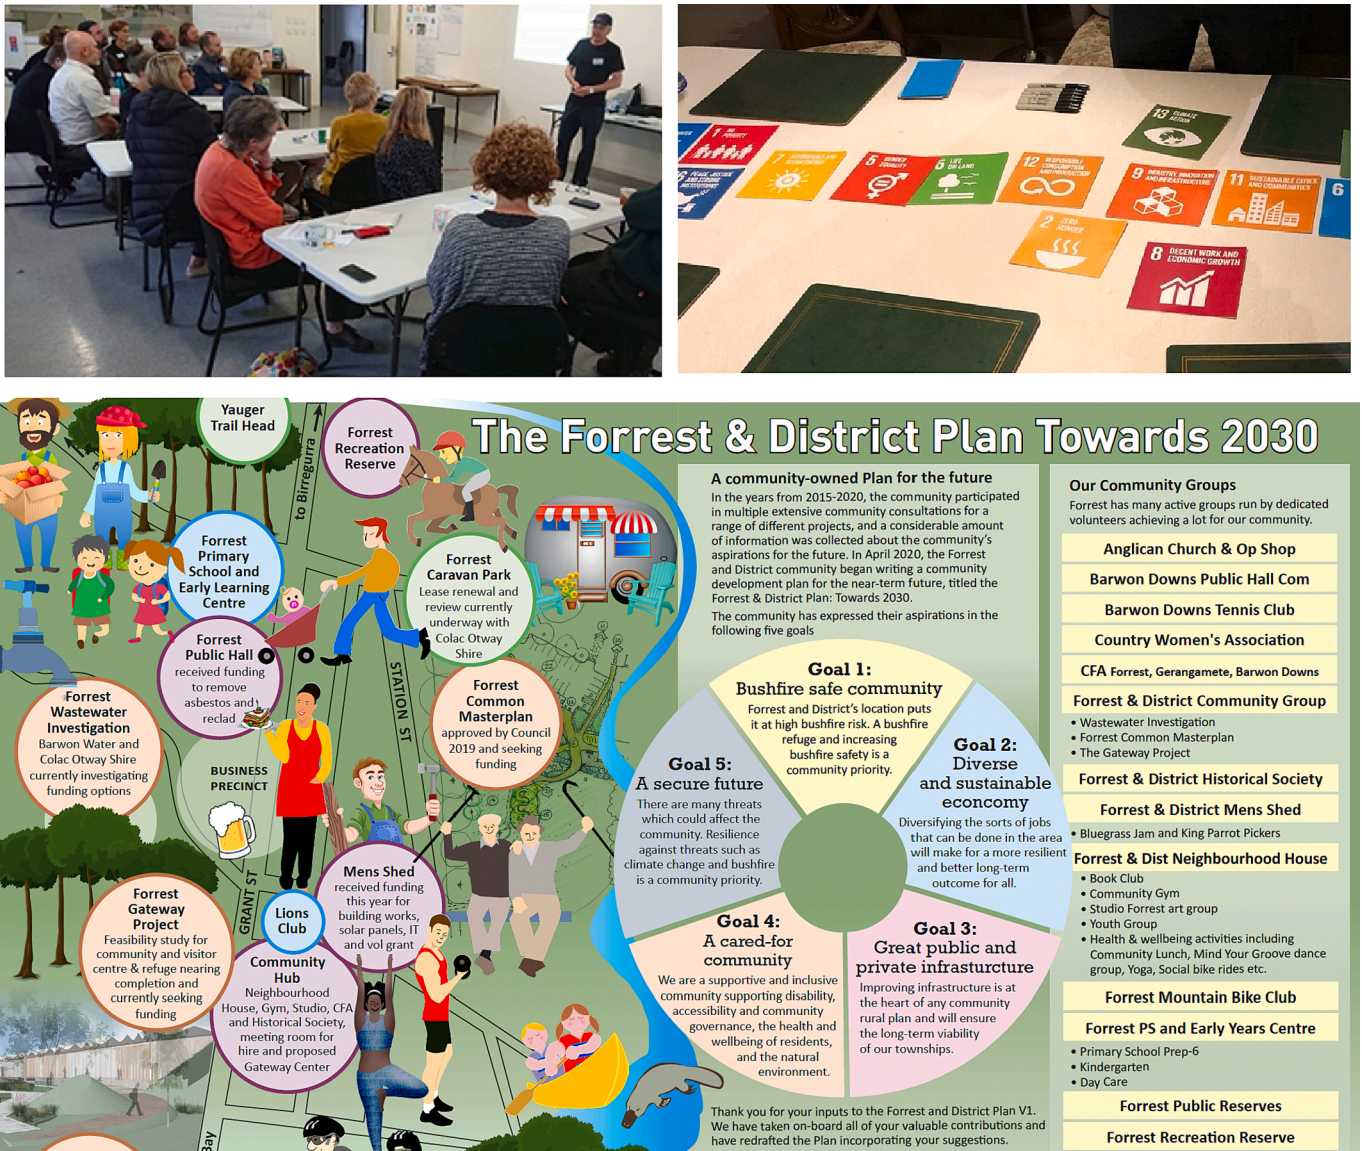 1 NO
POVERTY
6 PEACE, JUSTICE
AND STRONG
INSTITUTIONS
7
5 GENDER
EQUALITY
5 LIFE
ON LAND
12 RESPONSIBLE
CONSUMPTION
AND PRODUCTION
13 CLIMATE
ACTION
9 INDUSTRY, INNOVATION
AND INFRASTRUCTURE
11 SUSTAINABLE CITIES
AND COMMUNITIES
6
2 ZERO
HUNGER
8 DECENT WORK AND
ECONOMIC GROWTH
The Forrest & District Plan Towards 2030
Yauger
Trail Head
to Birregurra
Forrest
Recreation
Reserve
Forrest
Primary
School and
Early Learning
Centre
Forrest
Caravan Park
Lease renewal and
review currently
underway with
Colac Otway
Shire
Forrest
Public Hall
received funding
to remove
asbestos and
reclad
STATION ST
Forrest
Common
Masterplan
approved by Council
2019 and seeking
funding
Forrest
Wastewater
Investigation
Barwon Water and
Colac Otway Shire
currently investigating
funding options
BUSINESS
PRECINCT
Mens Shed
received funding
this year for
building works,
solar panels, IT
and vol grant
GRANT ST
Lions
Club
Forrest
Gateway
Project
Feasibility study for
community and visitor
centre & refuge nearing
completion and
currently seeking
funding
Community
Hub
Neighbourhood
House, Gym, Studio, CFA
and Historical Society,
meeting room for
hire and proposed
Gateway Center
Bay
A community-owned Plan for the future
In the years from 2015-2020, the community participated
in multiple extensive community consultations for a
range of different projects, and a considerable amount
of information was collected about the community's
aspirations for the future. In April 2020, the Forrest
and District community began writing a community
development plan for the near-term future, titled the
Forrest & District Plan: Towards 2030.
The community has expressed their aspirations in the
following five goals
Goal 1:
Bushfire safe community
Forrest and District's location puts
it at high bushfire risk. A bushfire
refuge and increasing
bushfire safety is a
community priority.
Goal 2:
Diverse
and sustainable
economy
Diversifying the sorts of jobs
that can be done in the area
will make for a more resilient
and better long-term
outcome for all.
Goal 3:
Great public and
private infrasturcture
Improving infrastructure is at
the heart of any community
rural plan and will ensure
the long-term viability
of our townships.
Goal 4:
A cared-for
community
We are a supportive and inclusive
community supporting disability,
accessibility and community
governance, the health and
wellbeing of residents,
and the natural
environment.
Goal 5:
A secure future
There are many threats
which could affect the
community. Resilience
against threats such as
climate change and bushfire
is a community priority.
Thank you for your inputs to the Forrest and District Plan V1.
We have taken on-board all of your valuable contributions and
have redrafted the Plan incorporating your suggestions.
Our Community Groups
Forrest has many active groups run by dedicated
volunteers achieving a lot for our community.
Anglican Church & Op Shop
Barwon Downs Public Hall Com
Barwon Downs Tennis Club
Country Women's Association
CFA Forrest, Gerangamete, Barwon Downs
Forrest & District Community Group
• Wastewater Investigation
• Forrest Common Masterplan
• The Gateway Project
Forrest & District Historical Society
Forrest & District Mens Shed
• Bluegrass Jam and King Parrot Pickers
Forrest & Dist Neighbourhood House
• Book Club
• Community Gym
• Studio Forrest art group
• Youth Group
• Health & wellbeing activities including
Community Lunch, Mind Your Groove dance
group, Yoga, Social bike rides etc.
Forrest Mountain Bike Club
Forrest PS and Early Years Centre
• Primary School Prep-6
• Kindergarten
• Day Care
Forrest Public Reserves
Forrest Recreation Reserve